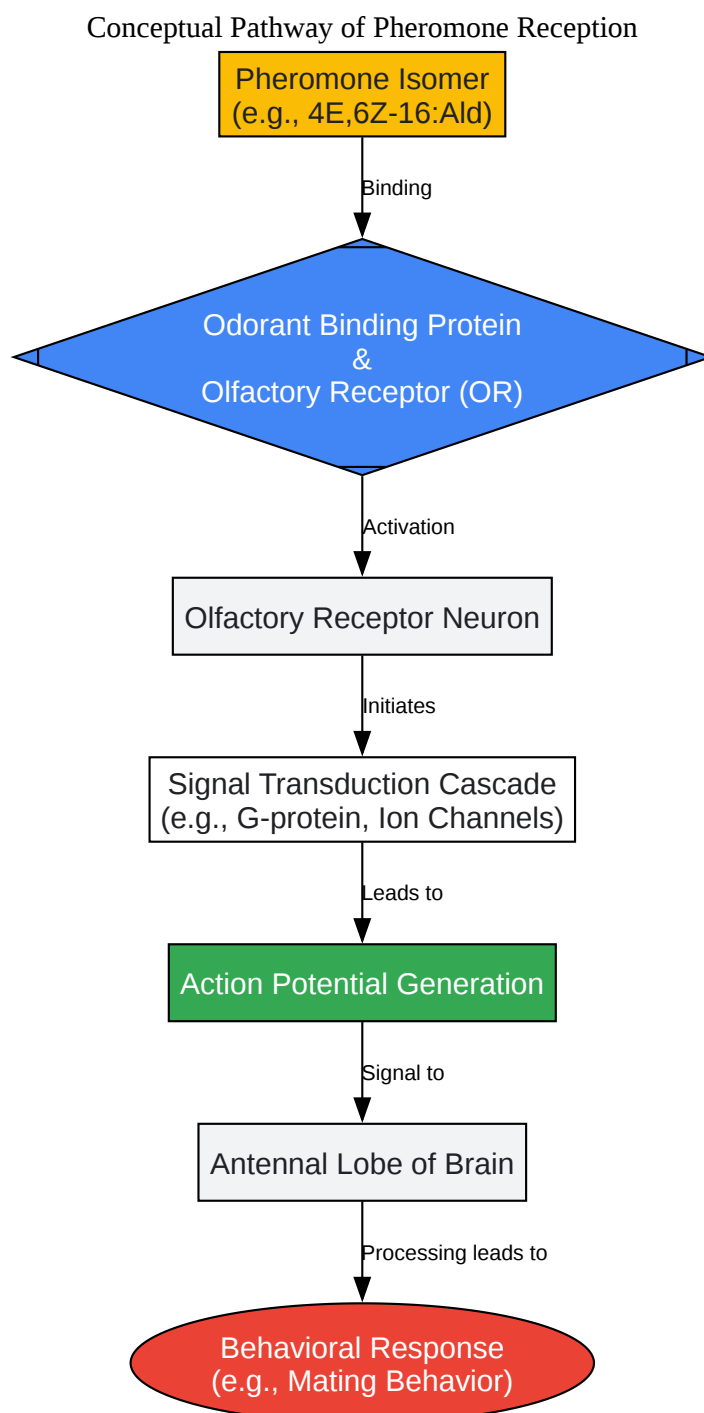 Conceptual Pathway of Pheromone Reception
Pheromone Isomer
(e.g., 4E,6Z-16:Ald)
Binding
Odorant Binding Protein
&
Olfactory Receptor (OR)
Activation
Olfactory Receptor Neuron
Initiates
Signal Transduction Cascade
(e.g., G-protein, Ion Channels)
Leads to
Action Potential Generation
Signal to
Antennal Lobe of Brain
Processing leads to
Behavioral Response
(e.g., Mating Behavior)